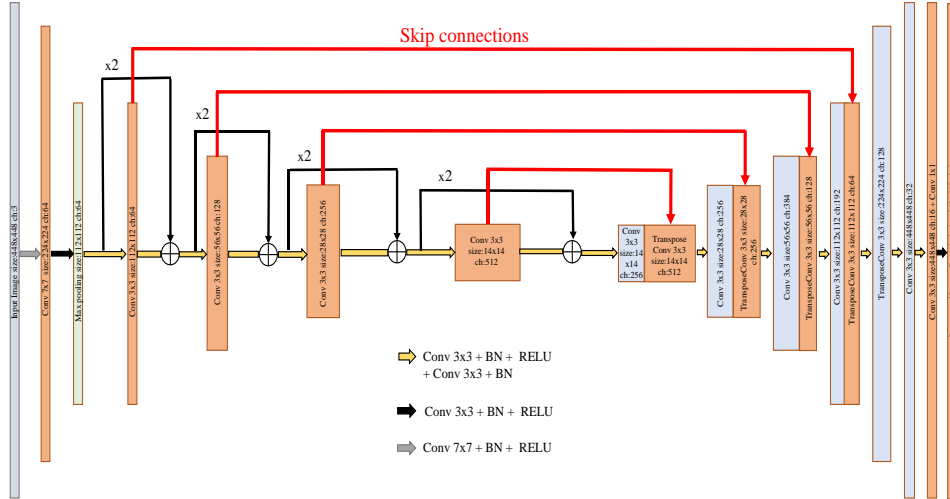 Skip connections
x2
x2
x2
x2
Input Image: size:448x448 ch:3
Conv 7x7 size:224x224 ch:64
Max pooling size:112x112 ch:64
Conv 3x3 size:112x112 ch:64
Conv 3x3 size:56x56 ch:128
Conv 3x3 size:28x28 ch:256
Conv 3x3
size:14x14
ch:512
Conv
3x3
size:14
x14
ch:256
Transpose
Conv 3x3
size:14x14
ch:512
Conv 3x3 size:28x28 ch:256
TransposeConv 3x3 size:28x28
ch:256
Conv 3x3 size:56x56 ch:384
TransposeConv 3x3 size:56x56 ch:128
Conv 3x3 size:112x112 ch:192
TransposeConv 3x3 size:112x112 ch:64
TransposeConv 3x3 size:224x224 ch:128
Conv 3x3 size:448x448 ch:32
Conv 3x3 size:448x448 ch:16 + Conv 1x1
Conv 3x3 + BN + RELU
+ Conv 3x3 + BN
Conv 3x3 + BN + RELU
Conv 7x7 + BN + RELU